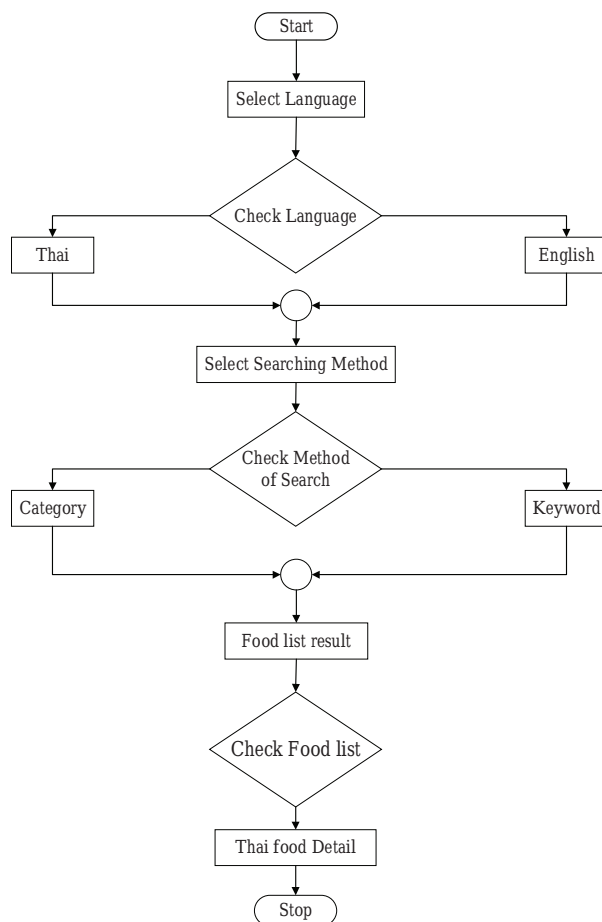 Start
Select Language
Check Language
Thai
English
Select Searching Method
Check Method
of Search
Category
Keyword
Food list result
Check Food list
Thai food Detail
Stop